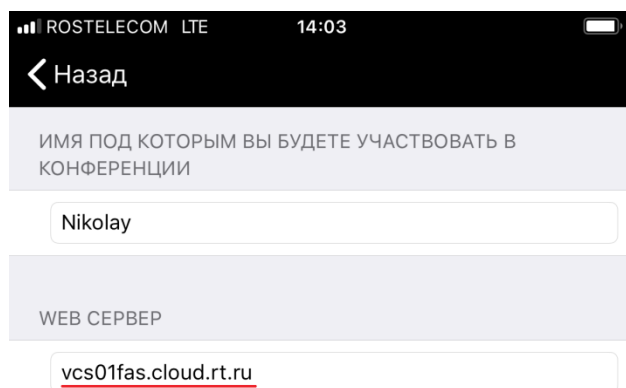 ROSTELECOM LTE 14:03
Назад
ИМЯ ПОД КОТОРЫМ ВЫ БУДЕТЕ УЧАСТВОВАТЬ В
КОНФЕРЕНЦИИ
Nikolay
WEB СЕРВЕР
vcs01fas.cloud.rt.ru